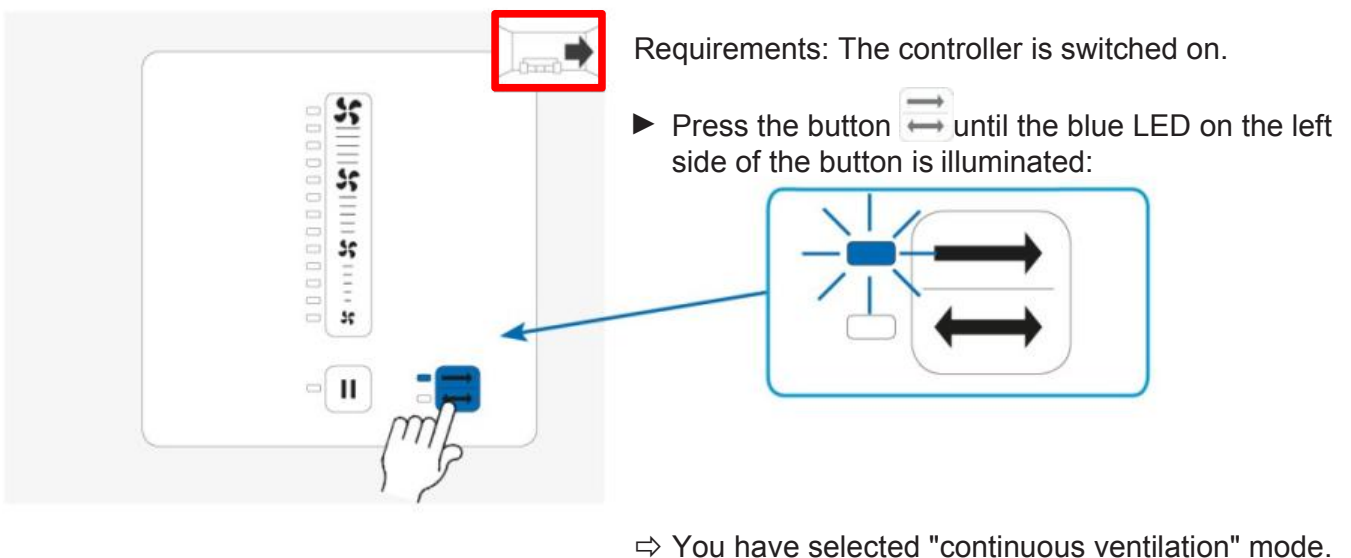 Requirements: The controller is switched on.
► Press the button until the blue LED on the left
side of the button is illuminated:
⇨ You have selected "continuous ventilation" mode.